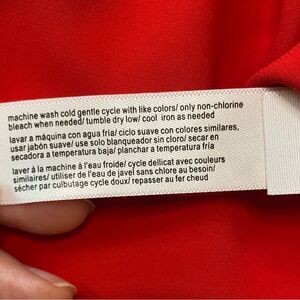 machine wash cold gentle cycle with like colors/ only non-chlorine
bleach when needed/ tumble dry low/ cool iron as needed
lavar a máquina con agua fria/ ciclo suave con colores similares,
usar jabón suave/ use solo blanqueador sin cloro/ secar en
secadora a temperatura baja/ planchar a temperatura fría
laver à la machine à l'eau froide/ cycle dellicat avec couleurs
similaires/ utiliser de l'eau de javel sans chlore au besoin/
sécher par culbutage cycle doux/ repasser au fer chaud